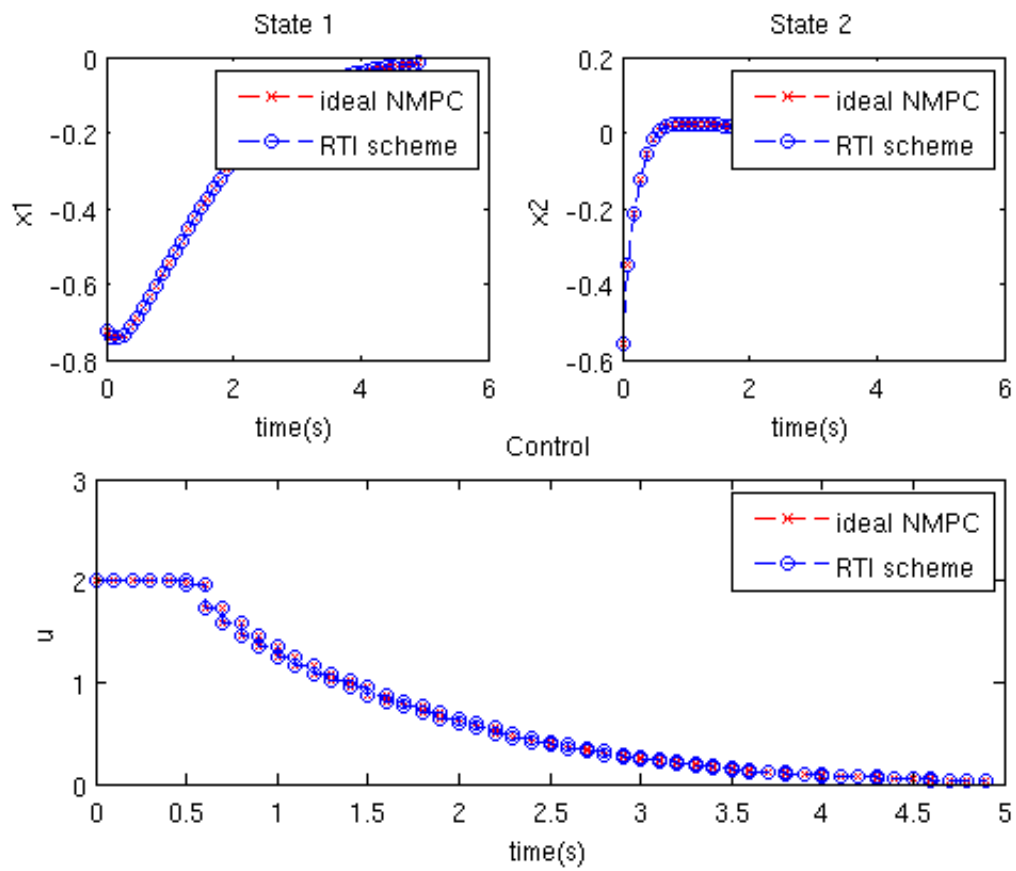 State 1
0
-0.2
-0.4
-0.6
-0.8
x1
0 2 4 6
time(s)
ideal NMPC
RTI scheme
State 2
0.2
0
-0.2
-0.4
-0.6
x2
0 2 4 6
time(s)
ideal NMPC
RTI scheme
Control
3
2
1
0
u
0 0.5 1 1.5 2 2.5 3 3.5 4 4.5 5
time(s)
ideal NMPC
RTI scheme